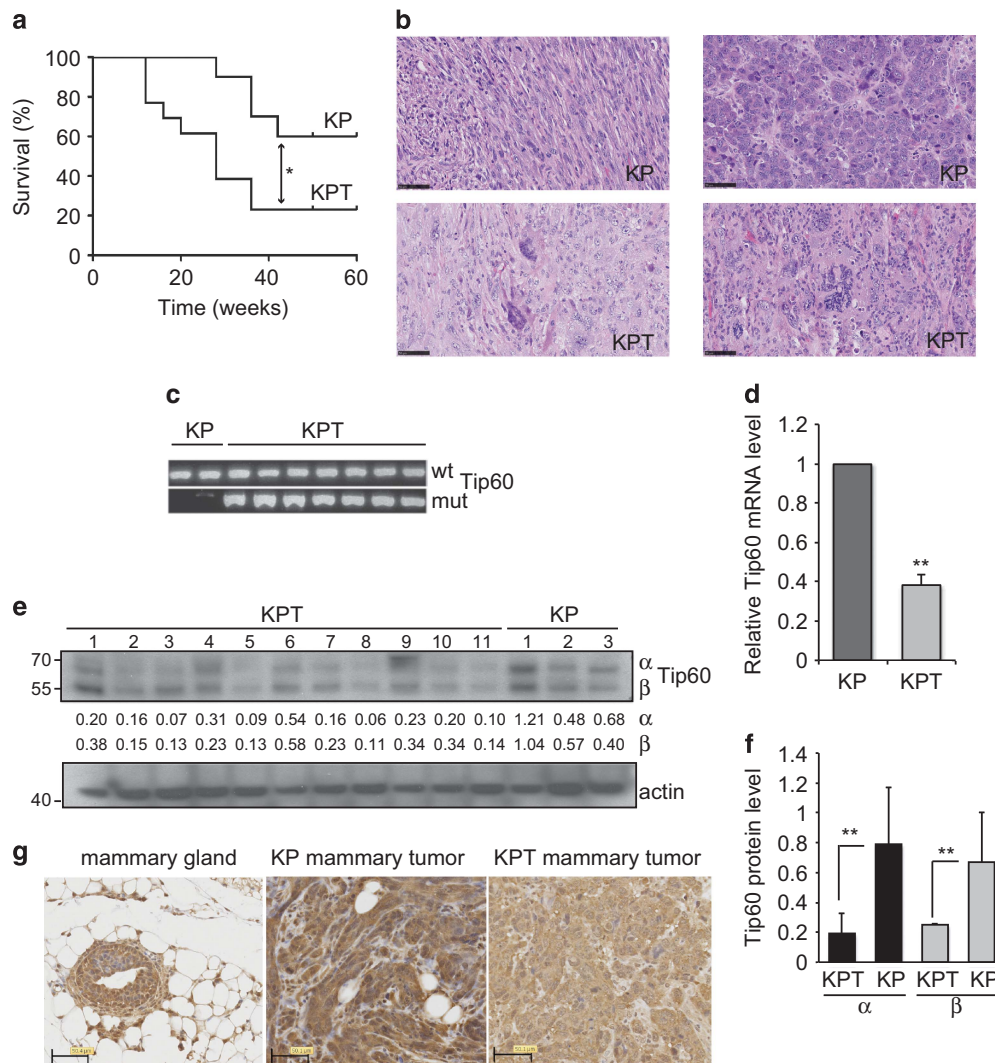 a
100
80
60
40
20
0
Survival (%)
0 20 40 60
Time (weeks)
KP
*
KPT
b
KP
KP
KPT
KPT
c
KP KPT
wt
Tip60
mut
d
Relative Tip60 mRNA level
1.2
1
0.8
0.6
0.4
0.2
0
**
KP KPT
e
KPT KP
1 2 3 4 5 6 7 8 9 10 11 1 2 3
70
55
α
Tip60
β
0.20 0.16 0.07 0.31 0.09 0.54 0.16 0.06 0.23 0.20 0.10 1.21 0.48 0.68 α
0.38 0.15 0.13 0.23 0.13 0.58 0.23 0.11 0.34 0.34 0.14 1.04 0.57 0.40 β
40
actin
f
Tip60 protein level
1.4
1.2
1
0.8
0.6
0.4
0.2
0
**
**
KPT KP KPT KP
α β
g
mammary gland KP mammary tumor KPT mammary tumor